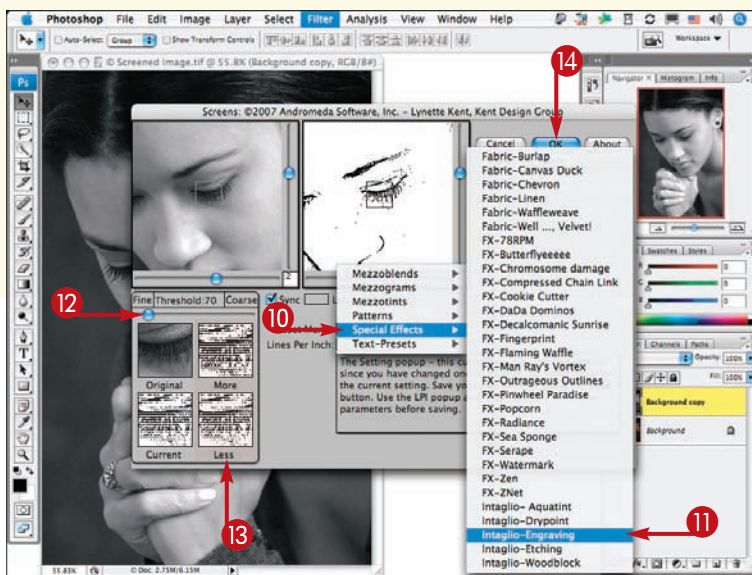 Photoshop File Edit Image Layer Select Filter Analysis View Window Help
Auto-Select: Group Show Transform Controls Workspace
© Screened Image.tif @ 55.8% (Background copy, RGB/8#)
Ps
Navigator x Histogram Info
14
Screens: ©2007 Andromeda Software, Inc. - Lynette Kent, Kent Design Group
Cancel OK About
Fabric-Burlap
Fabric-Canvas Duck
Fabric-Chevron
Fabric-Linen
Fabric-Waffleweave
Fabric-Well ..., Velvet!
FX-78RPM
FX-Butterflyeeeee
FX-Chromosome damage
FX-Compressed Chain Link
FX-Cookie Cutter
FX-DaDa Dominos
FX-Decalcomanic Sunrise
FX-Fingerprint
FX-Flaming Waffle
FX-Man Ray's Vortex
FX-Outrageous Outlines
FX-Pinwheel Paradise
FX-Popcorn
FX-Radiance
FX-Sea Sponge
FX-Serape
FX-Watermark
FX-Zen
FX-ZNet
Intaglio- Aquatint
Intaglio-Drypoint
Intaglio-Engraving
Intaglio-Etching
Intaglio-Woodblock
11
Swatches Styles
Channels Paths
Opacity: 100%
Fill: 100%
Background copy
Background
2
12
Fine Threshold:70 Coarse
Sync
10
Lines Per Inch:
Mezzoblends
Mezzograms
Mezzotints
Patterns
Special Effects
Text-Presets
The Setting popup - this cu
since you have changed on
the current setting. Save yo
button. Use the LPI popup
parameters before saving.
Original More
Current Less
13
55.83% Doc: 2.75M/6.15M